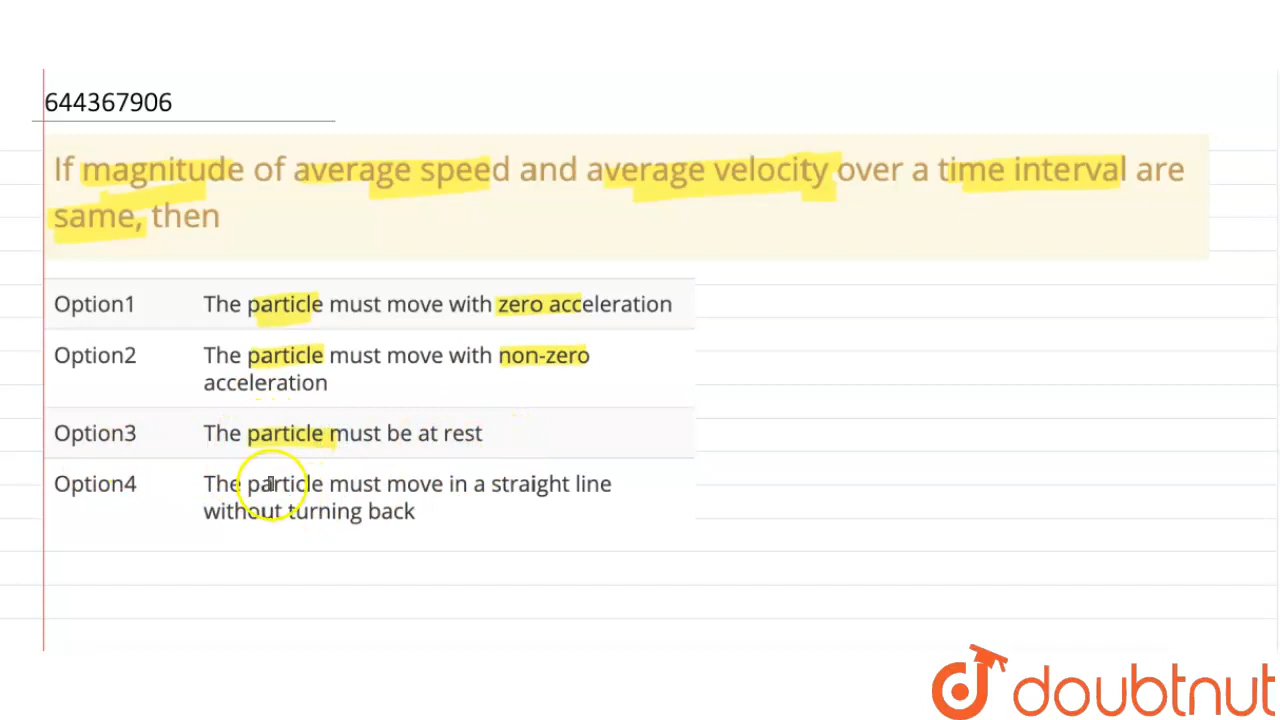 644367906
If magnitude of average speed and average velocity over a time interval are
same, then
Option1 The particle must move with zero acceleration
Option2 The particle must move with non-zero
acceleration
Option3 The particle must be at rest
Option4 The particle must move in a straight line
without turning back
doubtnut